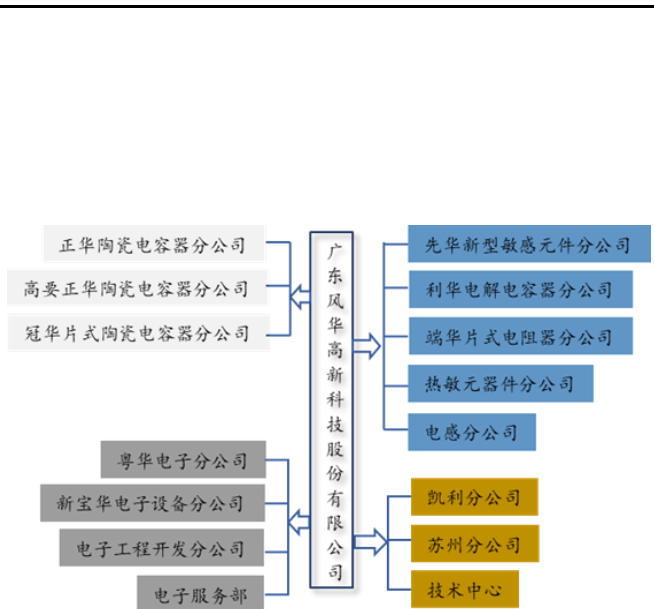 正华陶瓷电容器分公司
高要正华陶瓷电容器分公司
冠华片式陶瓷电容器分公司
粤华电子分公司
新宝华电子设备分公司
电子工程开发分公司
电子服务部
广东风华高新科技股份有限公司
先华新型敏感元件分公司
利华电解电容器分公司
端华片式电阻器分公司
热敏元器件分公司
电感分公司
凯利分公司
苏州分公司
技术中心